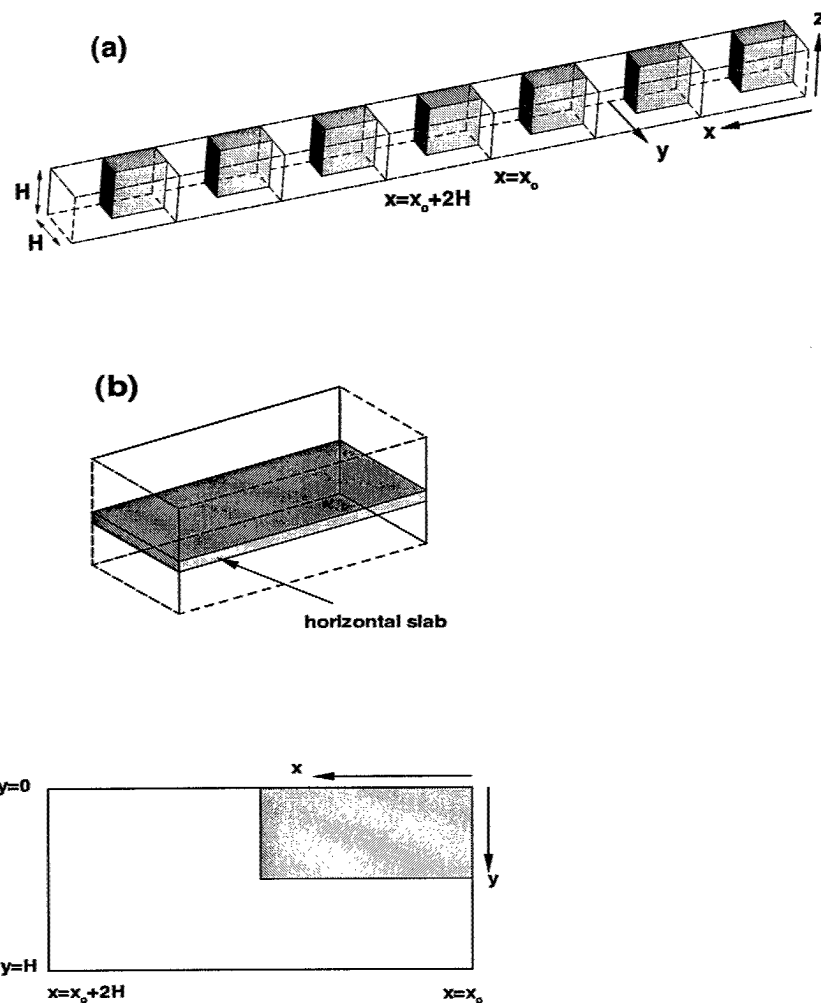 (a)
z
x
y
H
H
x=x₀
x=x₀+2H
(b)
horizontal slab
x
y=0
y
y=H
x=x₀+2H
x=x₀